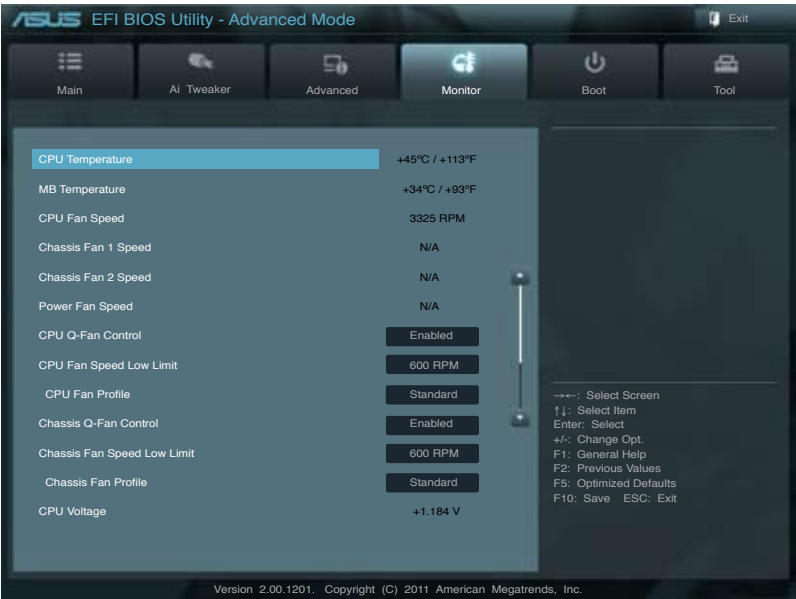 ASUS EFI BIOS Utility - Advanced Mode
Exit
Main
Ai Tweaker
Advanced
Monitor
Boot
Tool
CPU Temperature +45ºC / +113ºF
MB Temperature +34ºC / +93ºF
CPU Fan Speed 3325 RPM
Chassis Fan 1 Speed N/A
Chassis Fan 2 Speed N/A
Power Fan Speed N/A
CPU Q-Fan Control Enabled
CPU Fan Speed Low Limit 600 RPM
CPU Fan Profile Standard
Chassis Q-Fan Control Enabled
Chassis Fan Speed Low Limit 600 RPM
Chassis Fan Profile Standard
CPU Voltage +1.184 V
→←: Select Screen
↑↓: Select Item
Enter: Select
+/-: Change Opt.
F1: General Help
F2: Previous Values
F5: Optimized Defaults
F10: Save ESC: Exit
Version 2.00.1201. Copyright (C) 2011 American Megatrends, Inc.